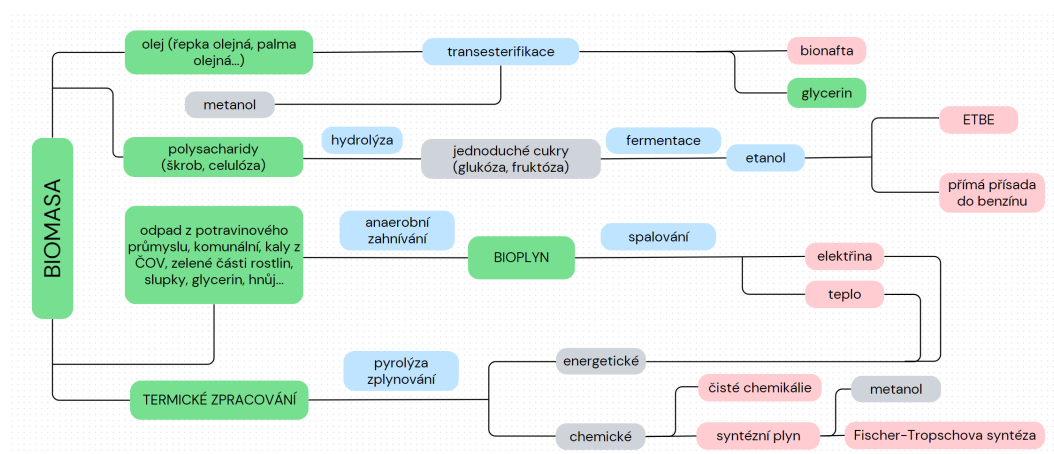 BIOMASA
olej (řepka olejná, palma
olejná...)
transesterifikace
bionafta
glycerin
metanol
polysacharidy
(škrob, celulóza)
hydrolýza
jednoduché cukry
(glukóza, fruktóza)
fermentace
etanol
ETBE
přímá přísada
do benzínu
odpad z potravinového
průmyslu, komunální, kaly z
ČOV, zelené části rostlin,
slupky, glycerin, hnůj...
anaerobní
zahnívání
BIOPLYN
spalování
elektřina
teplo
TERMICKÉ ZPRACOVÁNÍ
pyrolýza
zplynování
energetické
chemické
čisté chemikálie
syntézní plyn
metanol
Fischer-Tropschova syntéza